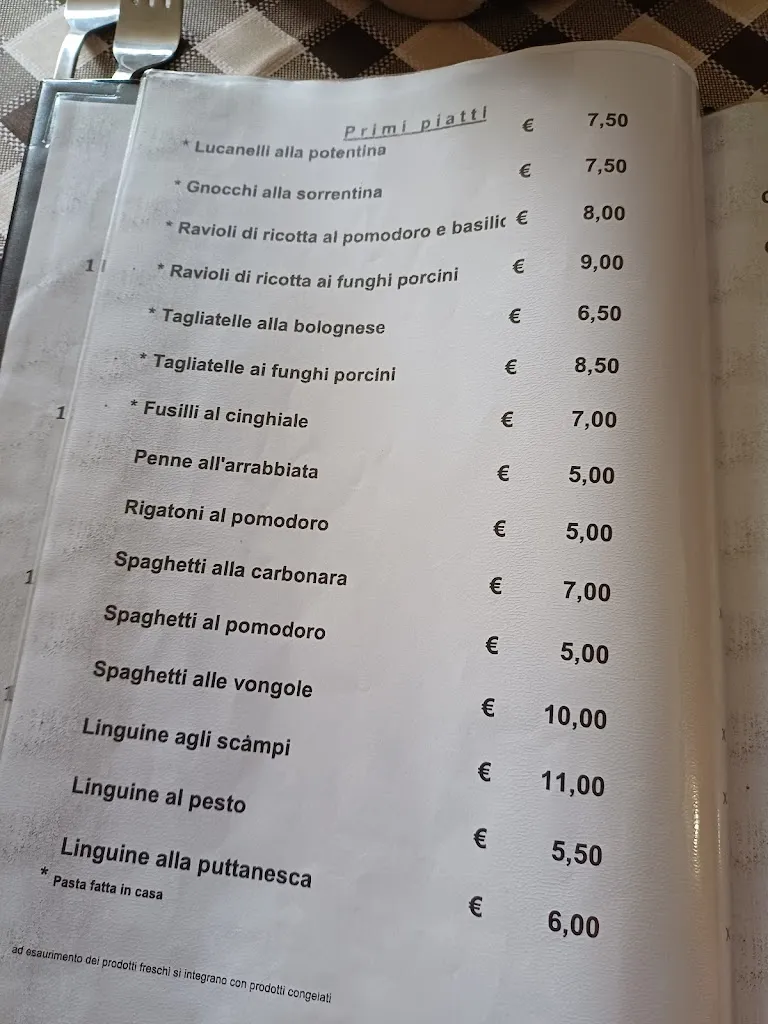 Primi piatti
* Lucanelli alla potentina € 7,50
* Gnocchi alla sorrentina € 7,50
* Ravioli di ricotta al pomodoro e basilic € 8,00
* Ravioli di ricotta ai funghi porcini € 9,00
* Tagliatelle alla bolognese € 6,50
* Tagliatelle ai funghi porcini € 8,50
* Fusilli al cinghiale € 7,00
Penne all'arrabbiata € 5,00
Rigatoni al pomodoro € 5,00
Spaghetti alla carbonara € 7,00
Spaghetti al pomodoro € 5,00
Spaghetti alle vongole € 10,00
Linguine agli scàmpi € 11,00
Linguine al pesto € 5,50
Linguine alla puttanesca € 6,00
* Pasta fatta in casa
ad esaurimento dei prodotti freschi si integrano con prodotti congelati